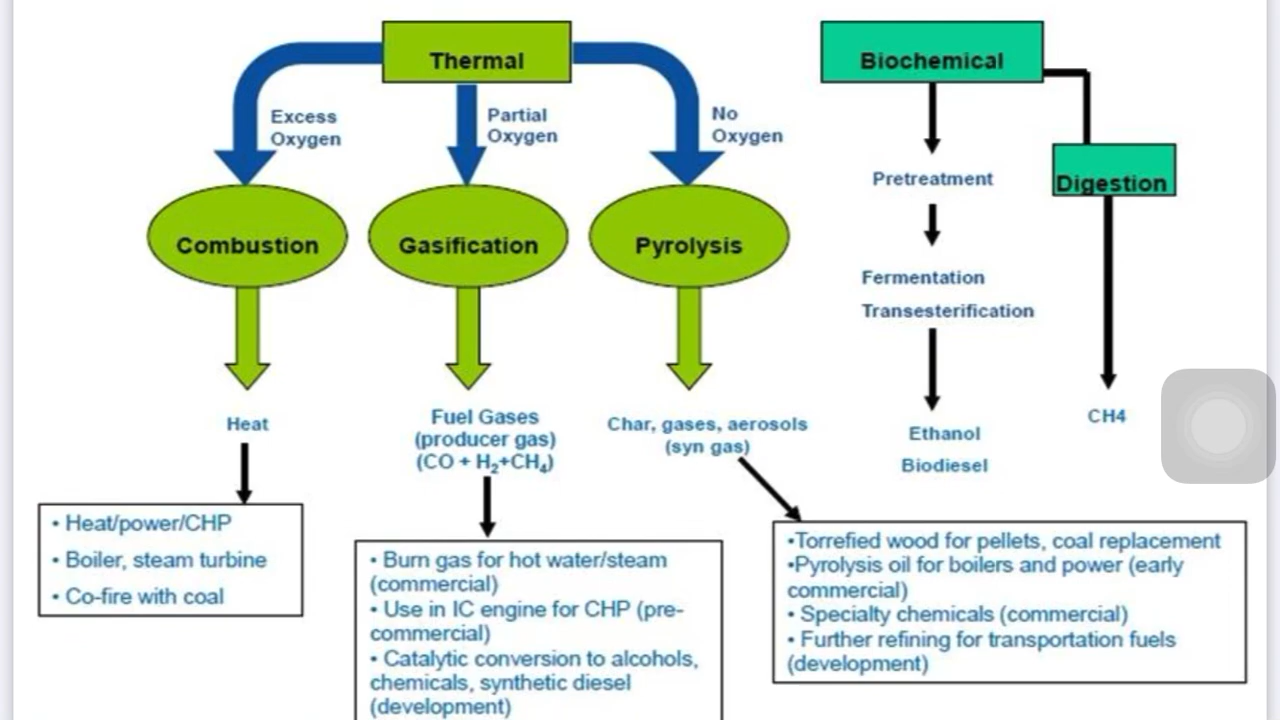 Thermal
Biochemical
Excess
Oxygen
Partial
Oxygen
No
Oxygen
Pretreatment
Digestion
Combustion
Gasification
Pyrolysis
Fermentation
Transesterification
Heat
Fuel Gases
(producer gas)
(CO + H₂+CH₄)
Char, gases, aerosols
(syn gas)
Ethanol
Biodiesel
CH4
• Heat/power/CHP
• Boiler, steam turbine
• Co-fire with coal
• Burn gas for hot water/steam
(commercial)
• Use in IC engine for CHP (pre-
commercial)
• Catalytic conversion to alcohols,
chemicals, synthetic diesel
(development)
•Torrefied wood for pellets, coal replacement
•Pyrolysis oil for boilers and power (early
commercial)
• Specialty chemicals (commercial)
• Further refining for transportation fuels
(development)